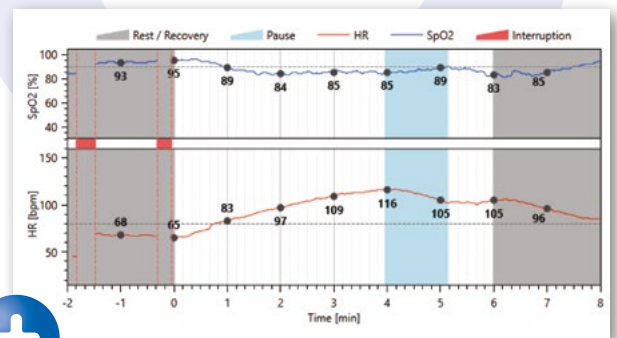 Rest / Recovery Pause HR SpO2 Interruption
SpO2 [%]
100
80
60
40
93 95 89 84 85 85 89 83 85
HR [bpm]
150
100
50
68 65 83 97 109 116 105 105 96
-2 -1 0 1 2 3 4 5 6 7 8
Time [min]